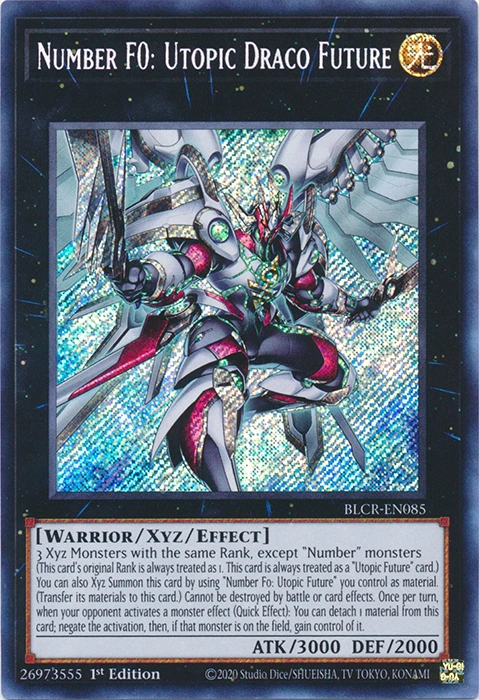 NUMBER F0: UTOPIC DRACO FUTURE
BLCR-EN085
[WARRIOR/XYZ/EFFECT]
3 Xyz Monsters with the same Rank, except "Number" monsters
(This card's original Rank is always treated as 1. This card is always treated as a "Utopic Future" card.)
You can also Xyz Summon this card by using "Number F0: Utopic Future" you control as material.
(Transfer its materials to this card.) Cannot be destroyed by battle or card effects. Once per turn,
when your opponent activates a monster effect (Quick Effect): You can detach 1 material from this
card; negate the activation, then, if that monster is on the field, gain control of it.
ATK/3000 DEF/2000
26973555 1st Edition ©2020 Studio Dice/SHUEISHA, TV TOKYO, KONAMI